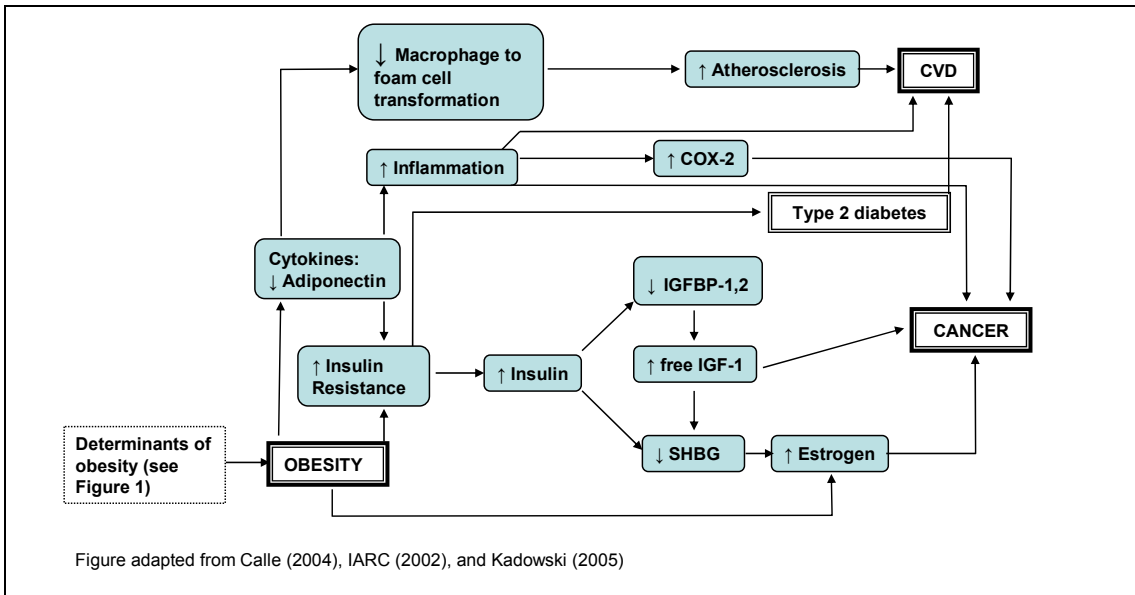 ↓ Macrophage to
foam cell
transformation
↑ Atherosclerosis
CVD
↑ Inflammation
↑ COX-2
Type 2 diabetes
Cytokines:
↓ Adiponectin
↓ IGFBP-1,2
CANCER
↑ Insulin
Resistance
↑ Insulin
↑ free IGF-1
Determinants of
obesity (see
Figure 1)
OBESITY
↓ SHBG
↑ Estrogen
Figure adapted from Calle (2004), IARC (2002), and Kadowski (2005)